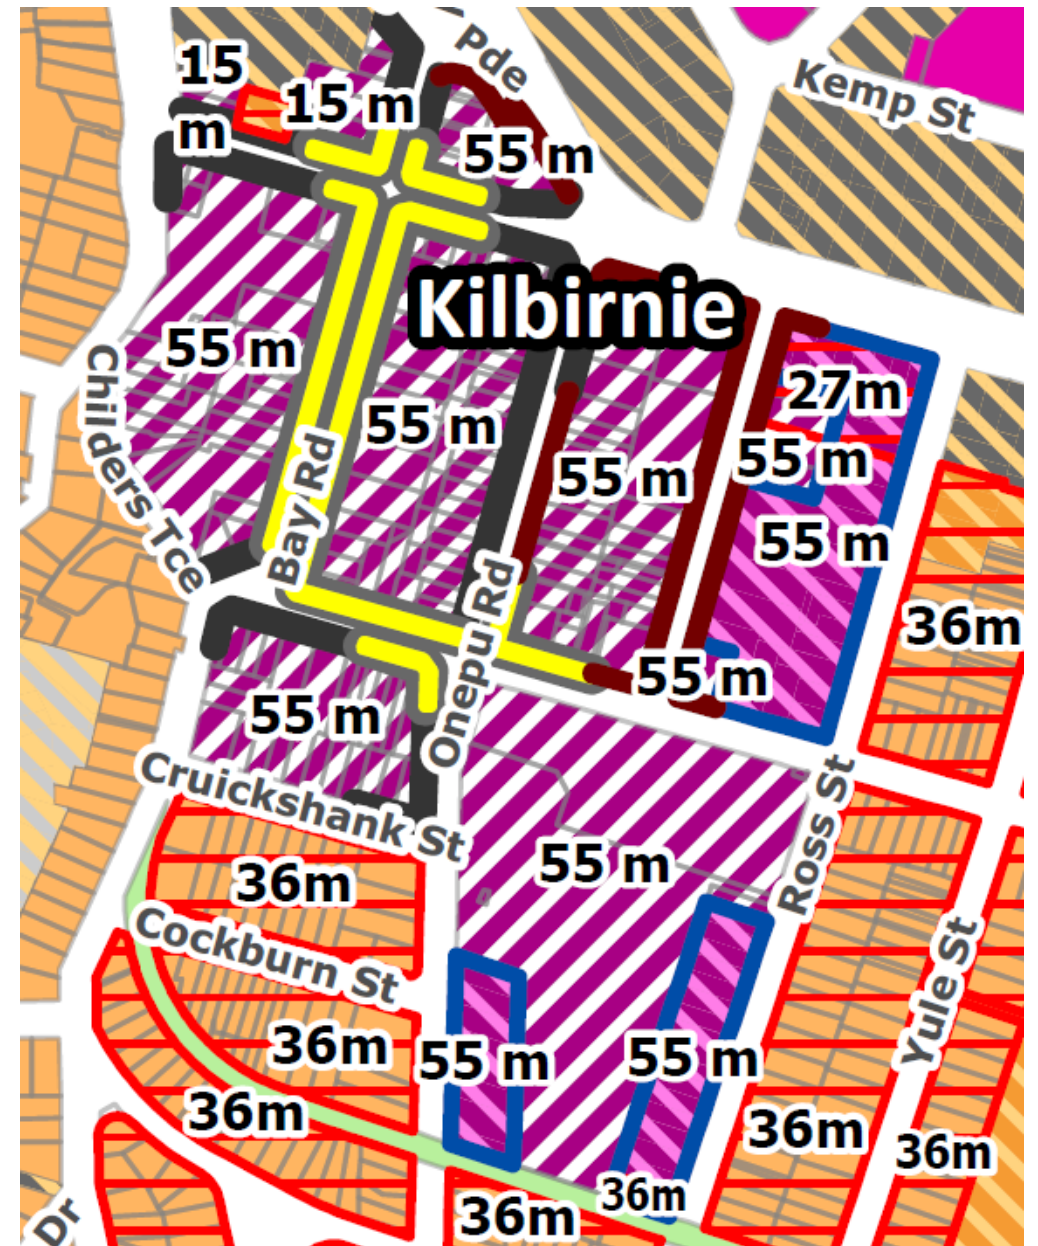 Pde
15
m
15 m
Kemp St
55 m
Kilbirnie
55 m
Childers Tce
55 m
27m
55 m
55 m
Bay Rd
55 m
36m
Onepu Rd
55 m
55 m
Cruickshank St
55 m
Ross St
36m
Cockburn St
36m
55 m
55 m
Yule St
36m
36m
36m
36m
36m
Dr